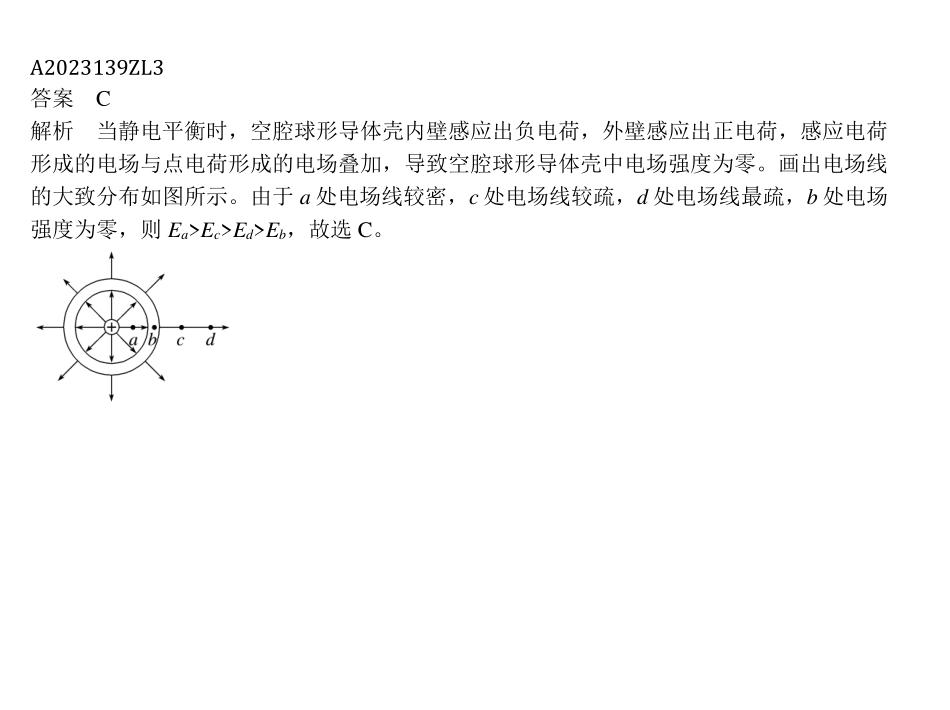 A2023139ZL3
答案　C
解析　当静电平衡时，空腔球形导体壳内壁感应出负电荷，外壁感应出正电荷，感应电荷
形成的电场与点电荷形成的电场叠加，导致空腔球形导体壳中电场强度为零。画出电场线
的大致分布如图所示。由于 a 处电场线较密，c 处电场线较疏，d 处电场线最疏，b 处电场
强度为零，则 Ea>Ec>Ed>Eb，故选 C。
+
a b c d